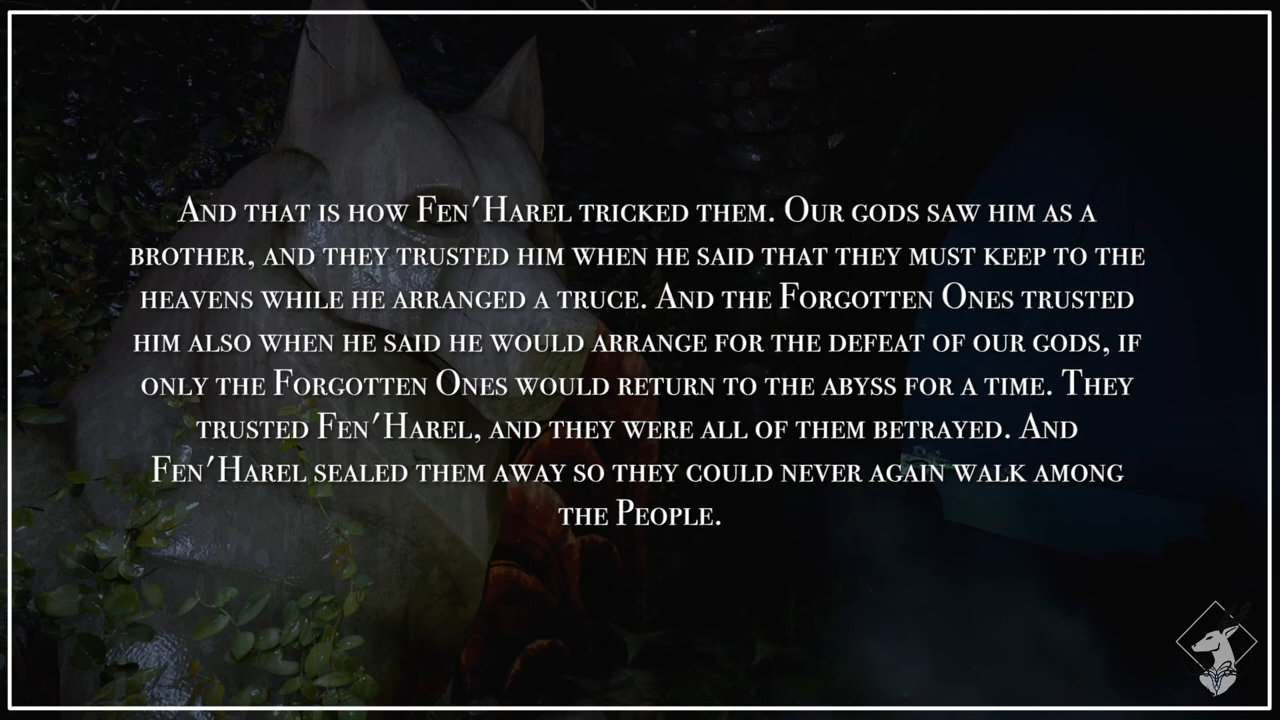 And that is how Fen'Harel tricked them. Our gods saw him as a
brother, and they trusted him when he said that they must keep to the
heavens while he arranged a truce. And the Forgotten Ones trusted
him also when he said he would arrange for the defeat of our gods, if
only the Forgotten Ones would return to the abyss for a time. They
trusted Fen'Harel, and they were all of them betrayed. And
Fen'Harel sealed them away so they could never again walk among
the People.